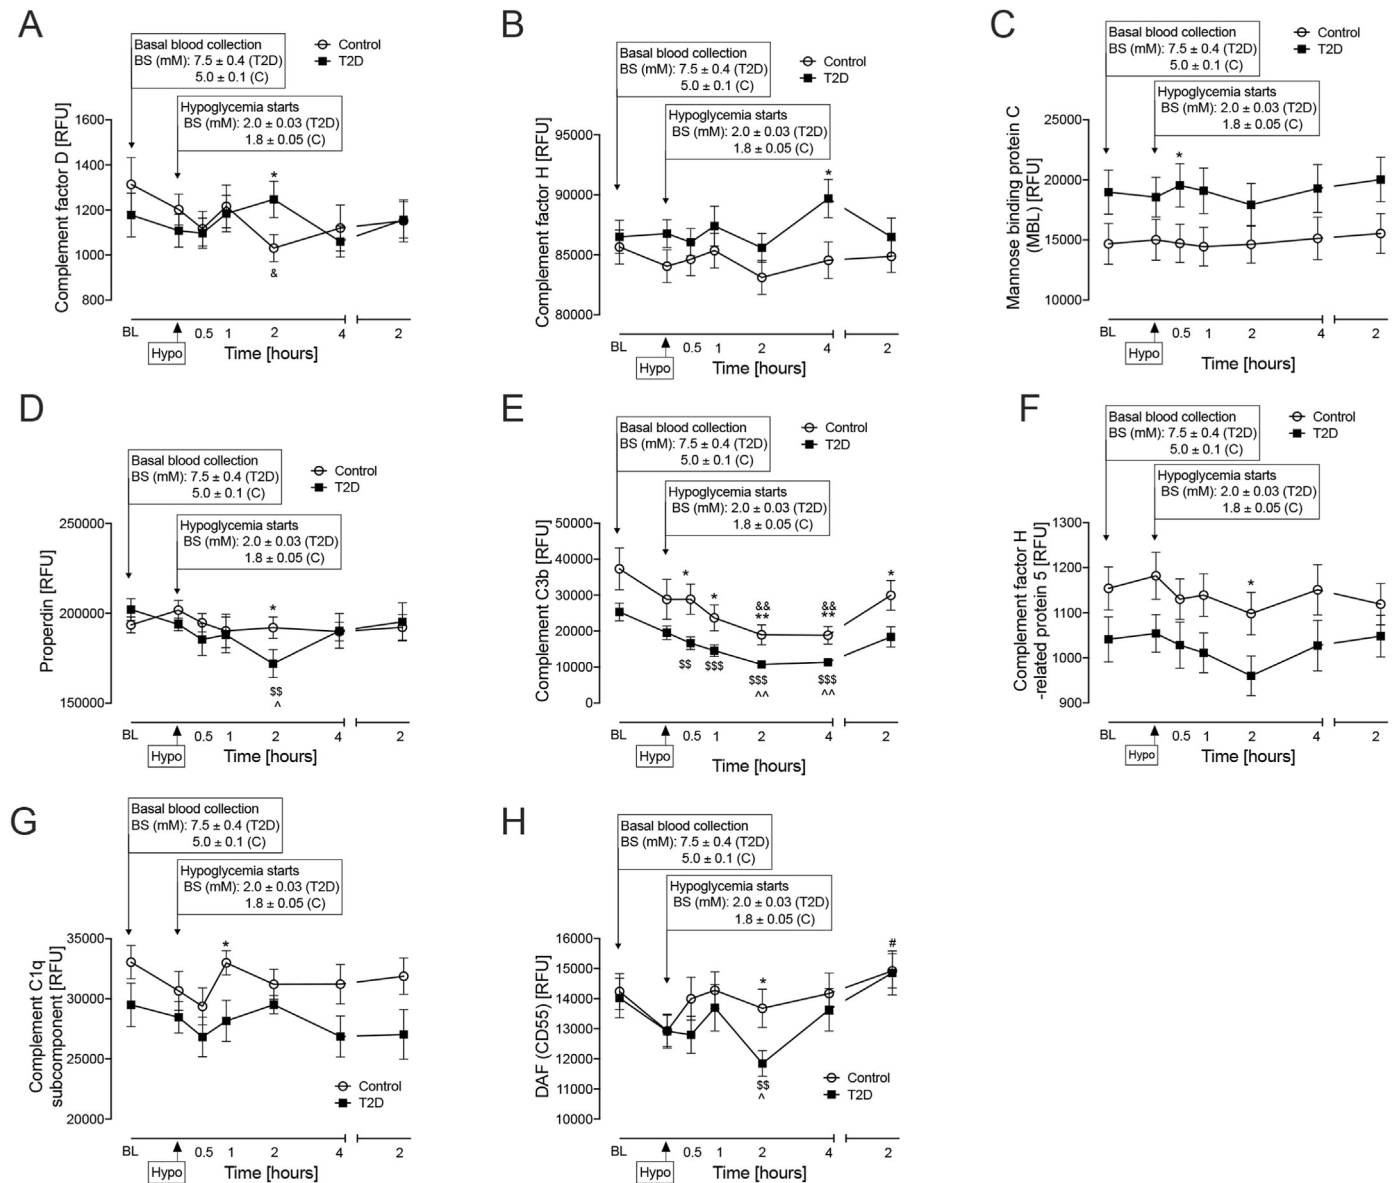 A
Basal blood collection
BS (mM): 7.5 ± 0.4 (T2D)
5.0 ± 0.1 (C)
Control
T2D
Hypoglycemia starts
BS (mM): 2.0 ± 0.03 (T2D)
1.8 ± 0.05 (C)
Complement factor D [RFU]
1600
1400
1200
1000
800
*
&
BL
0.5
1
2
4
2
Hypo
Time [hours]
B
Basal blood collection
BS (mM): 7.5 ± 0.4 (T2D)
5.0 ± 0.1 (C)
Control
T2D
Hypoglycemia starts
BS (mM): 2.0 ± 0.03 (T2D)
1.8 ± 0.05 (C)
Complement factor H [RFU]
95000
90000
85000
80000
*
BL
0.5
1
2
4
2
Hypo
Time [hours]
C
Basal blood collection
BS (mM): 7.5 ± 0.4 (T2D)
5.0 ± 0.1 (C)
Control
T2D
Hypoglycemia starts
BS (mM): 2.0 ± 0.03 (T2D)
1.8 ± 0.05 (C)
Mannose binding protein C
(MBL) [RFU]
25000
20000
15000
10000
*
BL
0.5
1
2
4
2
Hypo
Time [hours]
D
Basal blood collection
BS (mM): 7.5 ± 0.4 (T2D)
5.0 ± 0.1 (C)
Control
T2D
Hypoglycemia starts
BS (mM): 2.0 ± 0.03 (T2D)
1.8 ± 0.05 (C)
Properdin [RFU]
250000
200000
150000
*
$$
^
BL
0.5
1
2
4
2
Hypo
Time [hours]
E
Basal blood collection
BS (mM): 7.5 ± 0.4 (T2D)
5.0 ± 0.1 (C)
Control
T2D
Hypoglycemia starts
BS (mM): 2.0 ± 0.03 (T2D)
1.8 ± 0.05 (C)
Complement C3b [RFU]
50000
40000
30000
20000
10000
0
* * && && *
** **
$$ $$$ $$$ $$$
^^ ^^
BL
0.5
1
2
4
2
Hypo
Time [hours]
F
Basal blood collection
BS (mM): 7.5 ± 0.4 (T2D)
5.0 ± 0.1 (C)
Control
T2D
Hypoglycemia starts
BS (mM): 2.0 ± 0.03 (T2D)
1.8 ± 0.05 (C)
Complement factor H
-related protein 5 [RFU]
1300
1200
1100
1000
900
*
BL
0.5
1
2
4
2
Hypo
Time [hours]
G
Basal blood collection
BS (mM): 7.5 ± 0.4 (T2D)
5.0 ± 0.1 (C)
Hypoglycemia starts
BS (mM): 2.0 ± 0.03 (T2D)
1.8 ± 0.05 (C)
Complement C1q
subcomponent [RFU]
35000
30000
25000
20000
*
Control
T2D
BL
0.5
1
2
4
2
Hypo
Time [hours]
H
Basal blood collection
BS (mM): 7.5 ± 0.4 (T2D)
5.0 ± 0.1 (C)
Hypoglycemia starts
BS (mM): 2.0 ± 0.03 (T2D)
1.8 ± 0.05 (C)
DAF (CD55) [RFU]
16000
15000
14000
13000
12000
11000
10000
#
*
$$
^
Control
T2D
BL
0.5
1
2
4
2
Hypo
Time [hours]